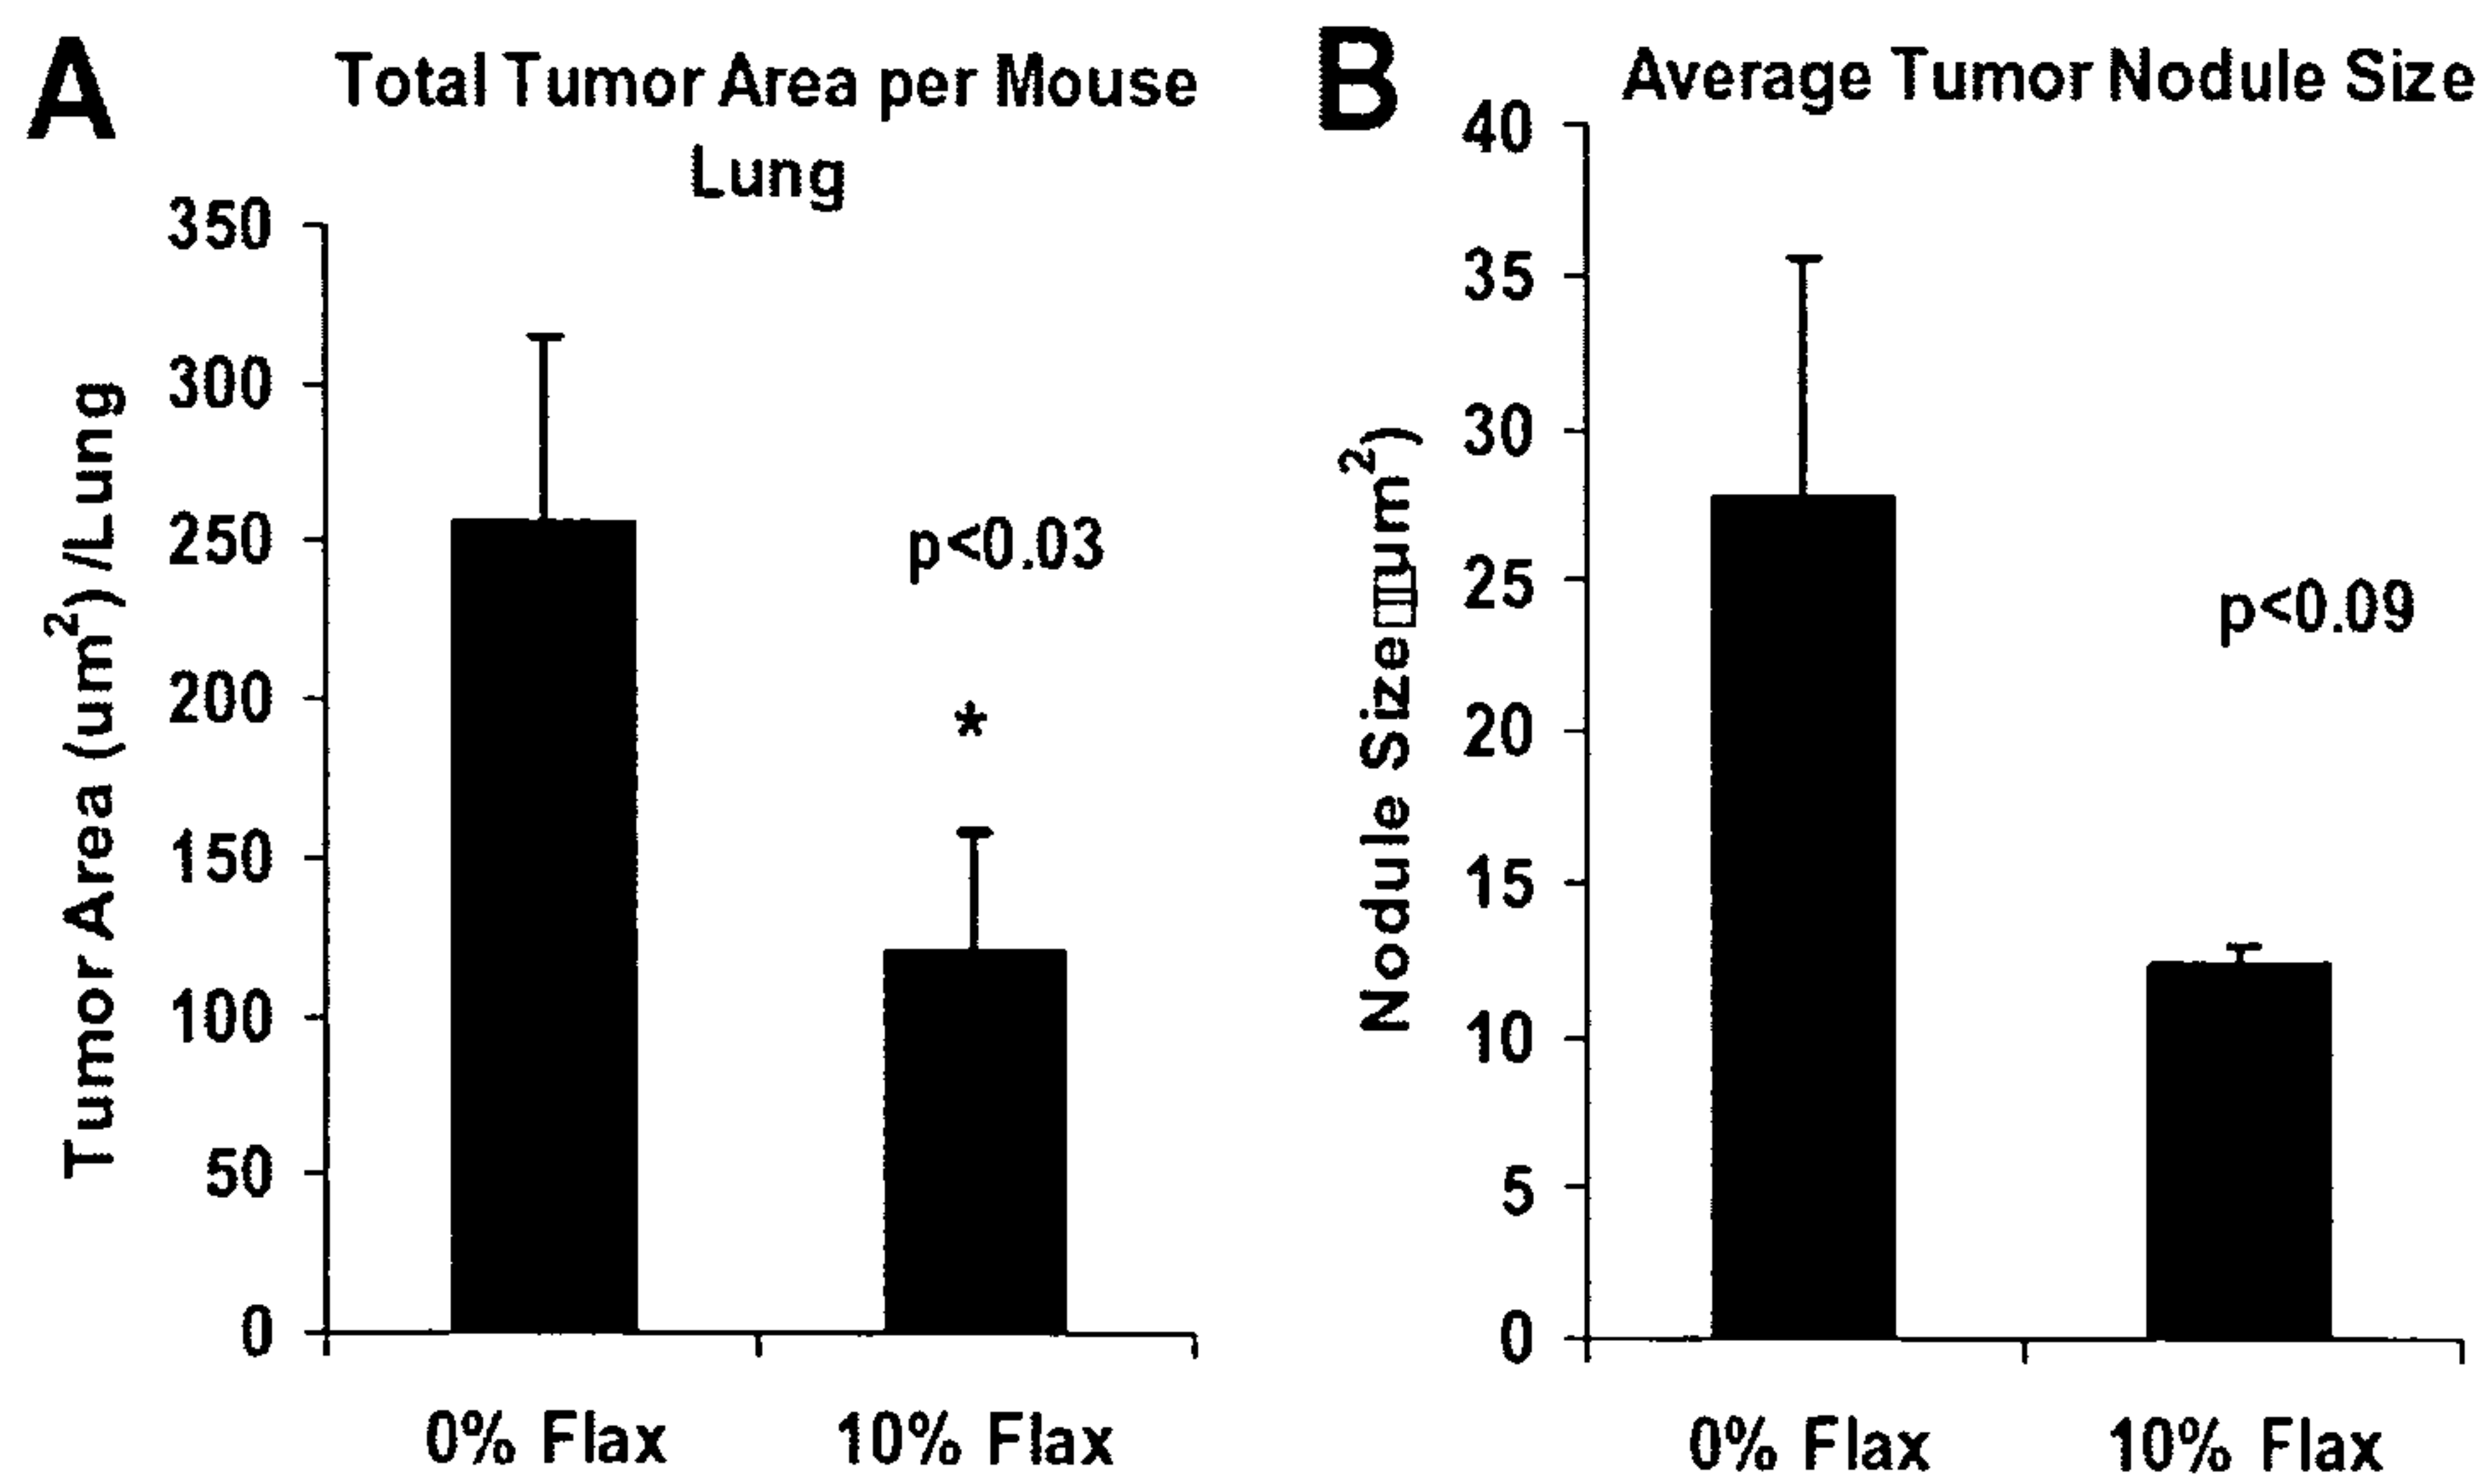 A
Total Tumor Area per Mouse
Lung
Tumor Area (um²)/Lung
350
300
250
200
150
100
50
0
p<0.03
*
0% Flax
10% Flax
B
Average Tumor Nodule Size
Nodule Size um²)
40
35
30
25
20
15
10
5
0
p<0.09
0% Flax
10% Flax